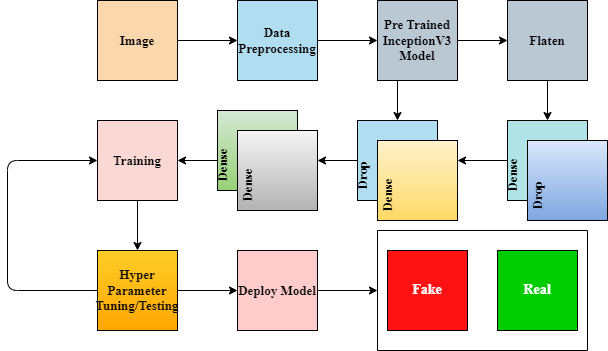 Image
Data
Preprocessing
Pre Trained
InceptionV3
Model
Flaten
Training
Dense
Dense
Drop
Dense
Dense
Drop
Hyper
Parameter
Tuning/Testing
Deploy Model
Fake
Real